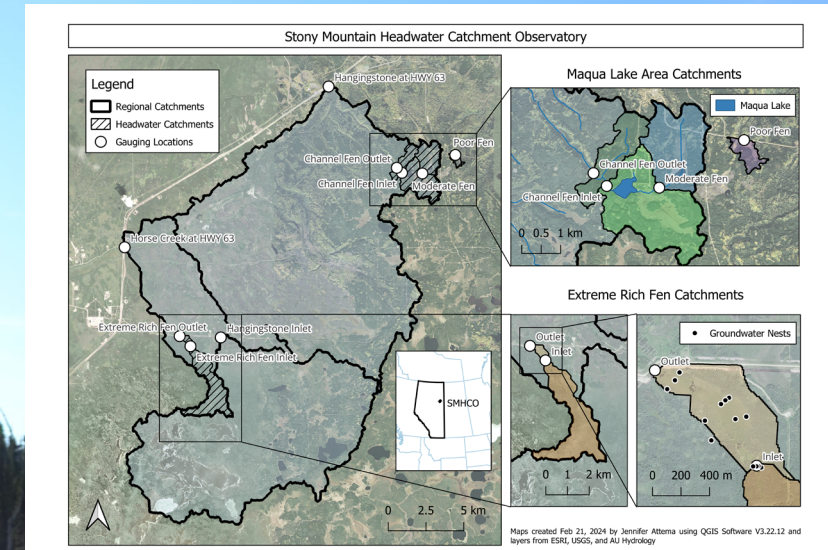 Stony Mountain Headwater Catchment Observatory
Legend
Regional Catchments
Headwater Catchments
Gauging Locations
Hangingstone at HWY 63
Poor Fen
Channel Fen Outlet
Channel Fen Inlet
Moderate Fen
Horse Creek at HWY 63
Extreme Rich Fen Outlet
Hangingstone Inlet
Extreme Rich Fen Inlet
SMHCO
0 2.5 5 km
Maqua Lake Area Catchments
Maqua Lake
Poor Fen
Channel Fen Outlet
Moderate Fen
Channel Fen Inlet
0 0.5 1 km
Extreme Rich Fen Catchments
Outlet
Inlet
0 1 2 km
Groundwater Nests
Outlet
Inlet
0 200 400 m
Maps created Feb 21, 2024 by Jennifer Attema using QGIS Software V3.22.12 and
layers from ESRI, USGS, and AU Hydrology